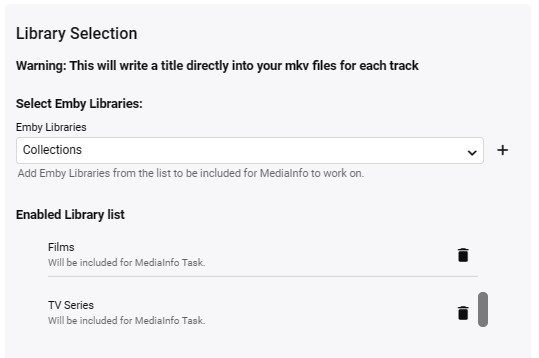 Library Selection
Warning: This will write a title directly into your mkv files for each track
Select Emby Libraries:
Emby Libraries
Collections
Add Emby Libraries from the list to be included for MediaInfo to work on.
Enabled Library list
Films
Will be included for MediaInfo Task.
TV Series
Will be included for MediaInfo Task.